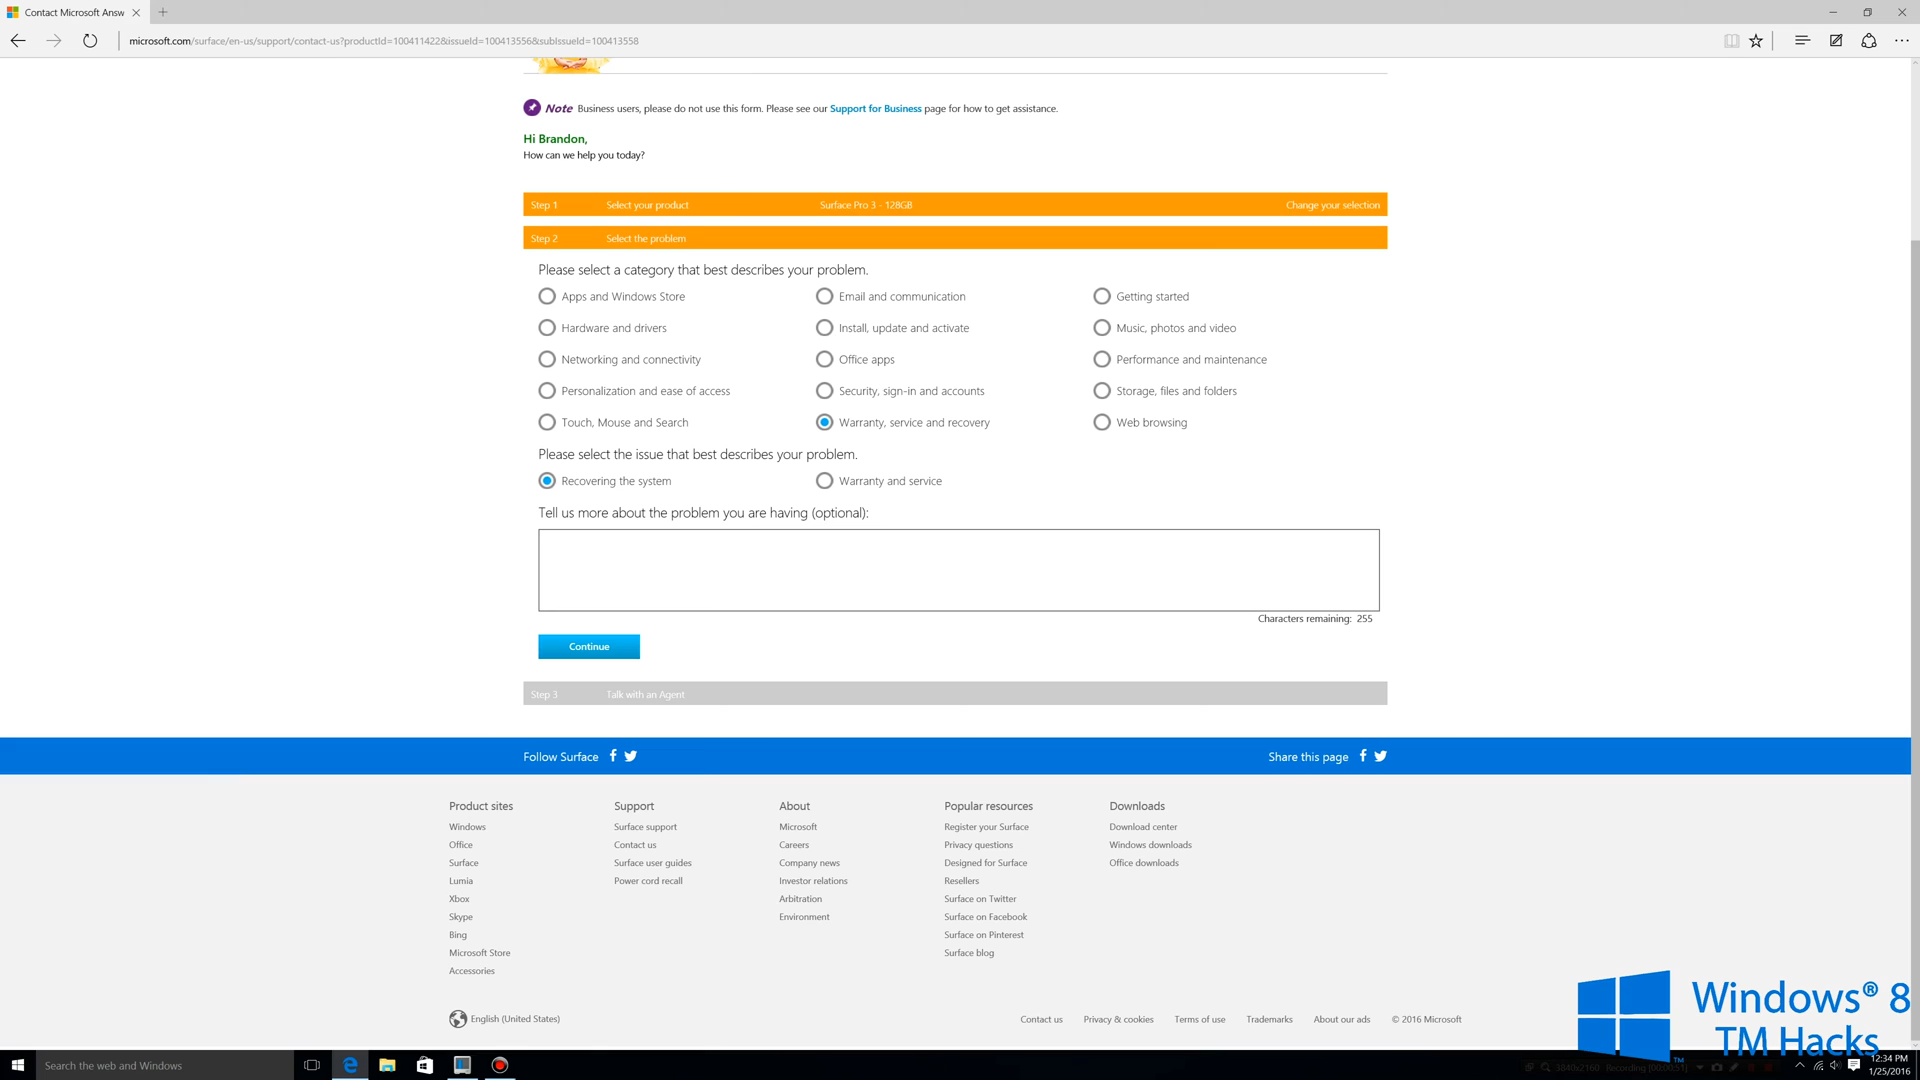 Contact Microsoft Answ
microsoft.com/surface/en-us/support/contact-us?productId=100411422&issueId=100413556&subIssueId=100413558
Note Business users, please do not use this form. Please see our Support for Business page for how to get assistance.
Hi Brandon,
How can we help you today?
Step 1 Select your product Surface Pro 3 - 128GB Change your selection
Step 2 Select the problem
Please select a category that best describes your problem.
Apps and Windows Store Email and communication Getting started
Hardware and drivers Install, update and activate Music, photos and video
Networking and connectivity Office apps Performance and maintenance
Personalization and ease of access Security, sign-in and accounts Storage, files and folders
Touch, Mouse and Search Warranty, service and recovery Web browsing
Please select the issue that best describes your problem.
Recovering the system Warranty and service
Tell us more about the problem you are having (optional):
Characters remaining: 255
Continue
Step 3 Talk with an Agent
Follow Surface Share this page
Product sites Support About Popular resources Downloads
Windows Surface support Microsoft Register your Surface Download center
Office Contact us Careers Privacy questions Windows downloads
Surface Surface user guides Company news Designed for Surface Office downloads
Lumia Power cord recall Investor relations Resellers
Xbox Arbitration Surface on Twitter
Skype Environment Surface on Facebook
Bing Surface on Pinterest
Microsoft Store Surface blog
Accessories
English (United States) Contact us Privacy & cookies Terms of use Trademarks About our ads © 2016 Microsoft
Windows® 8
TM Hacks
™
Search the web and Windows
3840x2160 Recording [00:00:51]
12:34 PM
1/25/2016